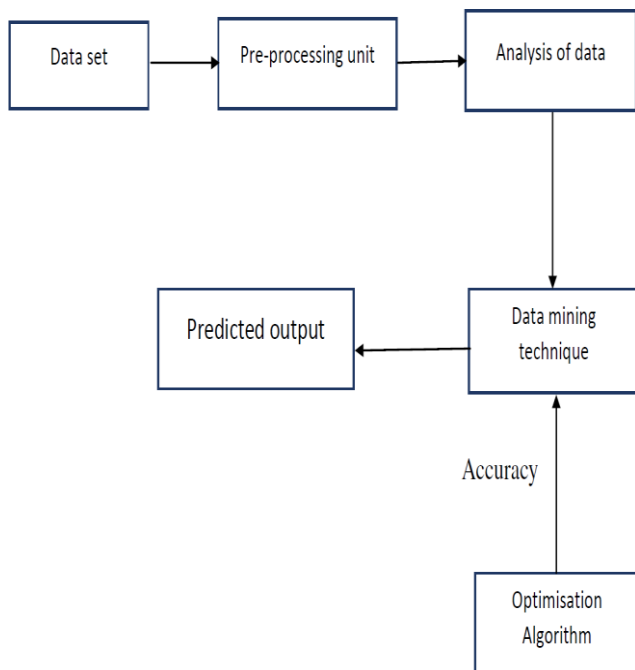 Data set
Pre-processing unit
Analysis of data
Predicted output
Data mining
technique
Accuracy
Optimisation
Algorithm